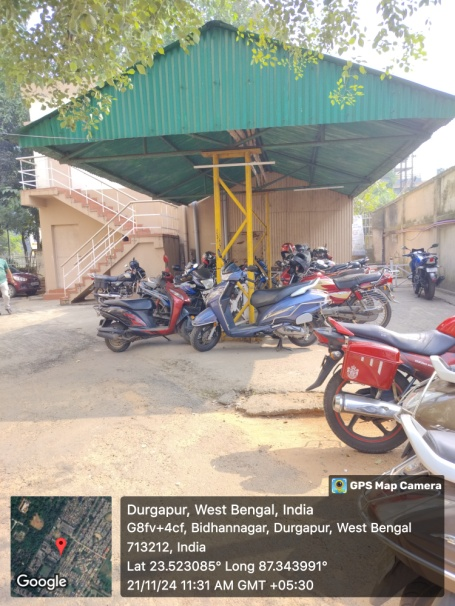 GPS Map Camera
Durgapur, West Bengal, India
G8fv+4cf, Bidhannagar, Durgapur, West Bengal
713212, India
Lat 23.523085° Long 87.343991°
21/11/24 11:31 AM GMT +05:30
Google